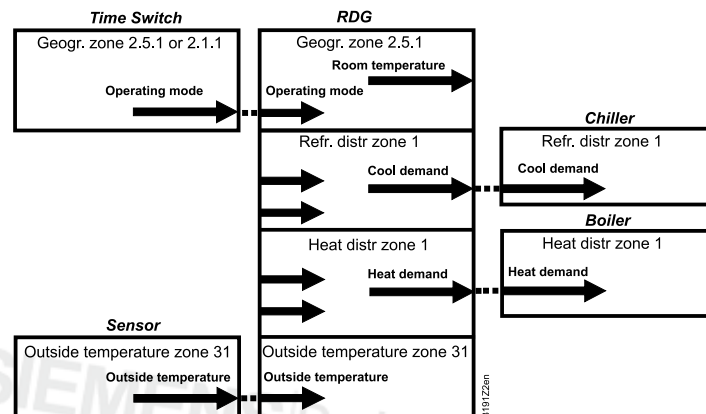 Time Switch
RDG
Geogr. zone 2.5.1 or 2.1.1
Geogr. zone 2.5.1
Room temperature
Operating mode
Operating mode
Chiller
Refr. distr zone 1
Refr. distr zone 1
Cool demand
Cool demand
Boiler
Heat distr zone 1
Heat distr zone 1
Heat demand
Heat demand
Sensor
Outside temperature zone 31
Outside temperature zone 31
Outside temperature
Outside temperature
3191Z2en
SIEMENS